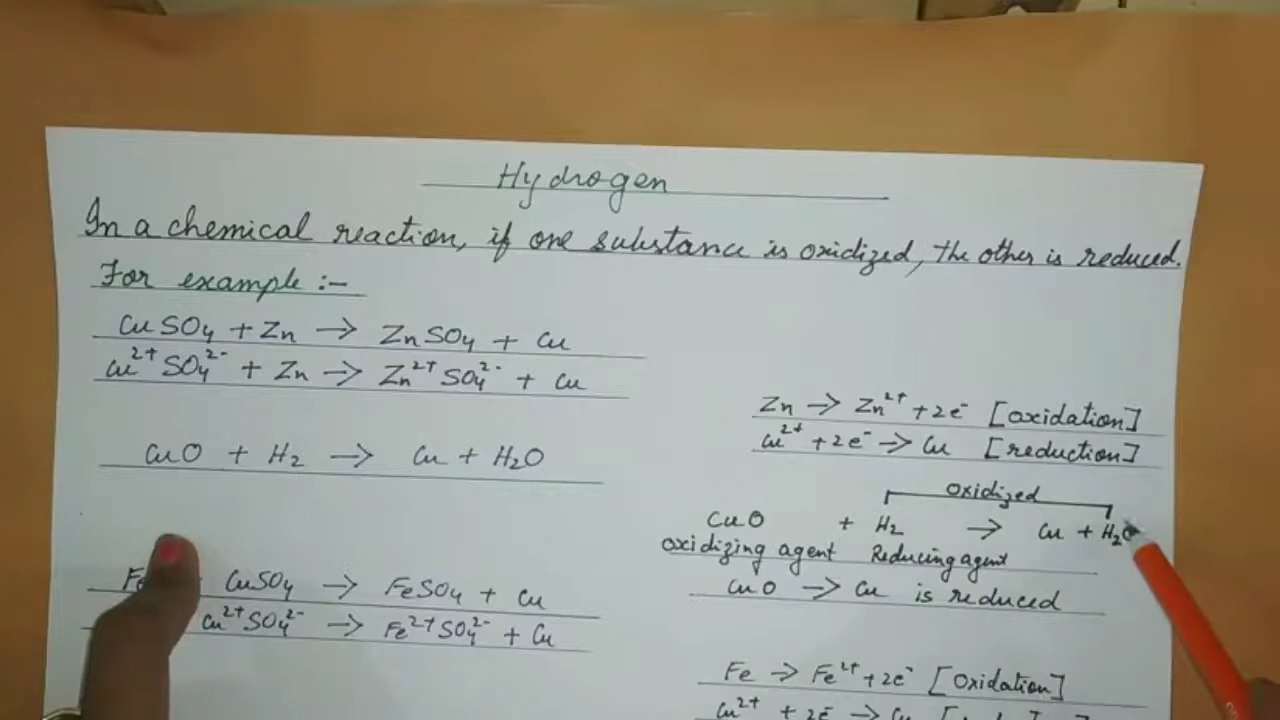 Hydrogen
In a chemical reaction, if one substance is oxidized, the other is reduced.
For example :-
CuSO₄ + Zn → ZnSO₄ + Cu
Cu²⁺SO₄²⁻ + Zn → Zn²⁺SO₄²⁻ + Cu
CuO + H₂ → Cu + H₂O
CuSO₄ → FeSO₄ + Cu
Cu²⁺SO₄²⁻ → Fe²⁺SO₄²⁻ + Cu
Zn → Zn²⁺ + 2e⁻ [oxidation]
Cu²⁺ + 2e⁻ → Cu [reduction]
oxidized
CuO + H₂ → Cu + H₂O
oxidizing agent Reducing agent
CuO → Cu is reduced
Fe → Fe²⁺ + 2e⁻ [Oxidation]
Cu²⁺ + 2e⁻ → Cu